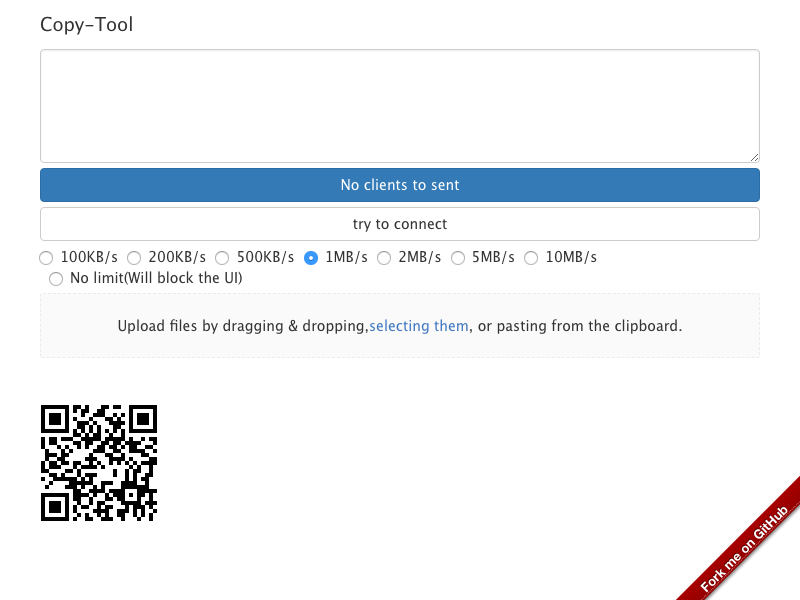 Copy-Tool
No clients to sent
try to connect
100KB/s 200KB/s 500KB/s 1MB/s 2MB/s 5MB/s 10MB/s
No limit(Will block the UI)
Upload files by dragging & dropping,selecting them, or pasting from the clipboard.
Fork me on GitHub